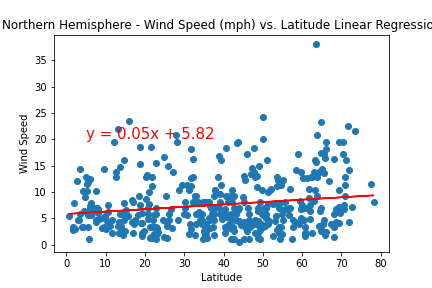 Northern Hemisphere - Wind Speed (mph) vs. Latitude Linear Regressio
35
30
25
20
15
10
5
0
y = 0.05x + 5.82
Wind Speed
0 10 20 30 40 50 60 70 80
Latitude